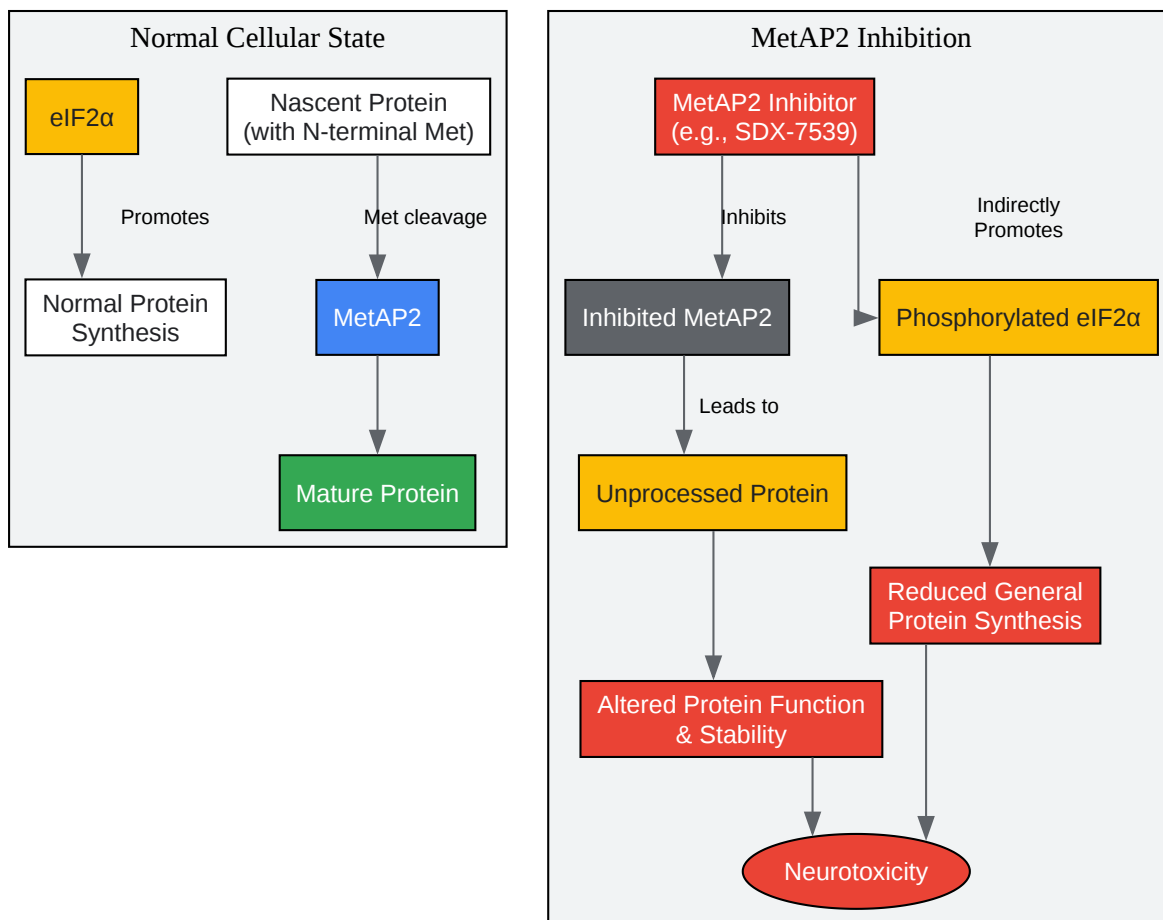 Normal Cellular State
eIF2α
Nascent Protein
(with N-terminal Met)
Promotes
Met cleavage
Normal Protein
Synthesis
MetAP2
Mature Protein
MetAP2 Inhibition
MetAP2 Inhibitor
(e.g., SDX-7539)
Inhibits
Indirectly
Promotes
Inhibited MetAP2
Phosphorylated eIF2α
Leads to
Unprocessed Protein
Reduced General
Protein Synthesis
Altered Protein Function
& Stability
Neurotoxicity